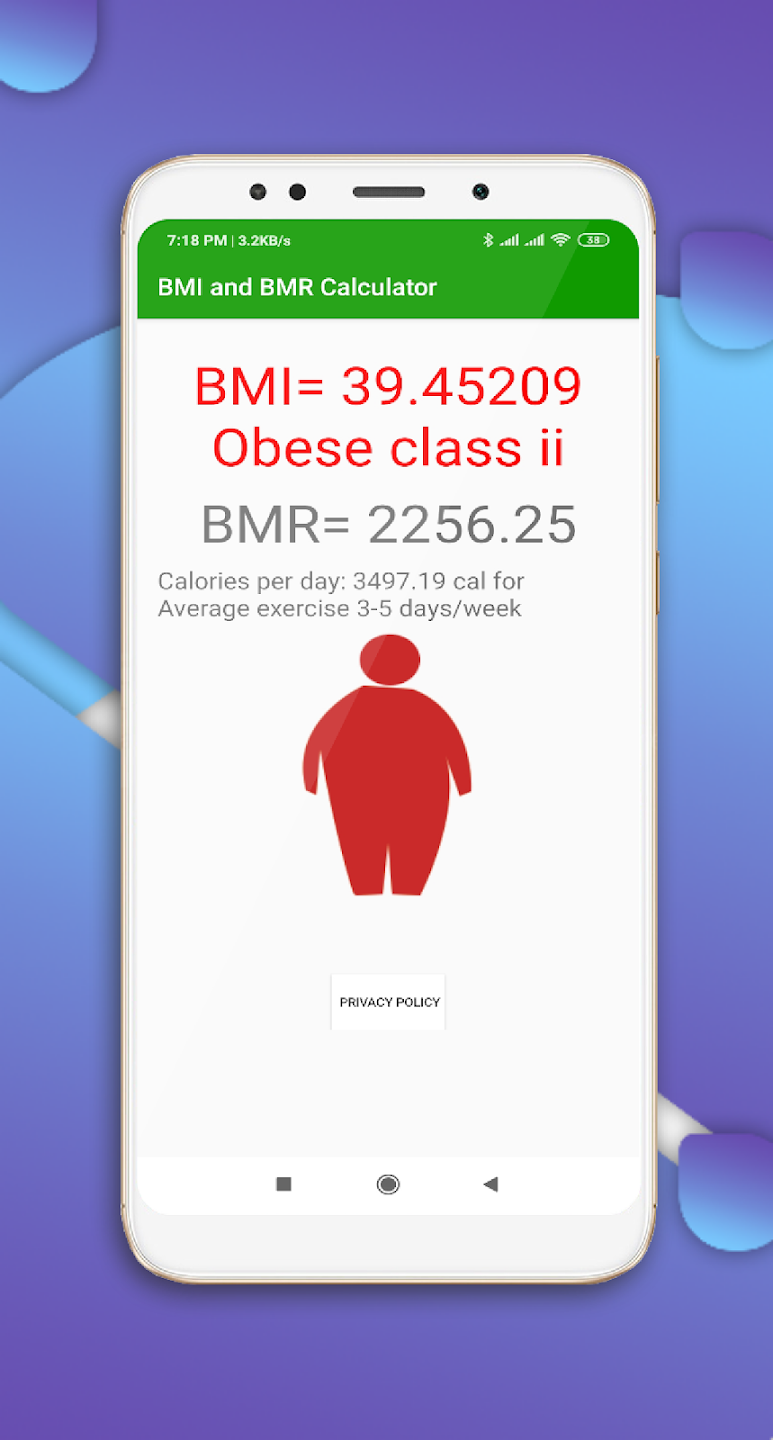 7:18 PM | 3.2KB/s 38
BMI and BMR Calculator
BMI= 39.45209
Obese class ii
BMR= 2256.25
Calories per day: 3497.19 cal for
Average exercise 3-5 days/week
PRIVACY POLICY